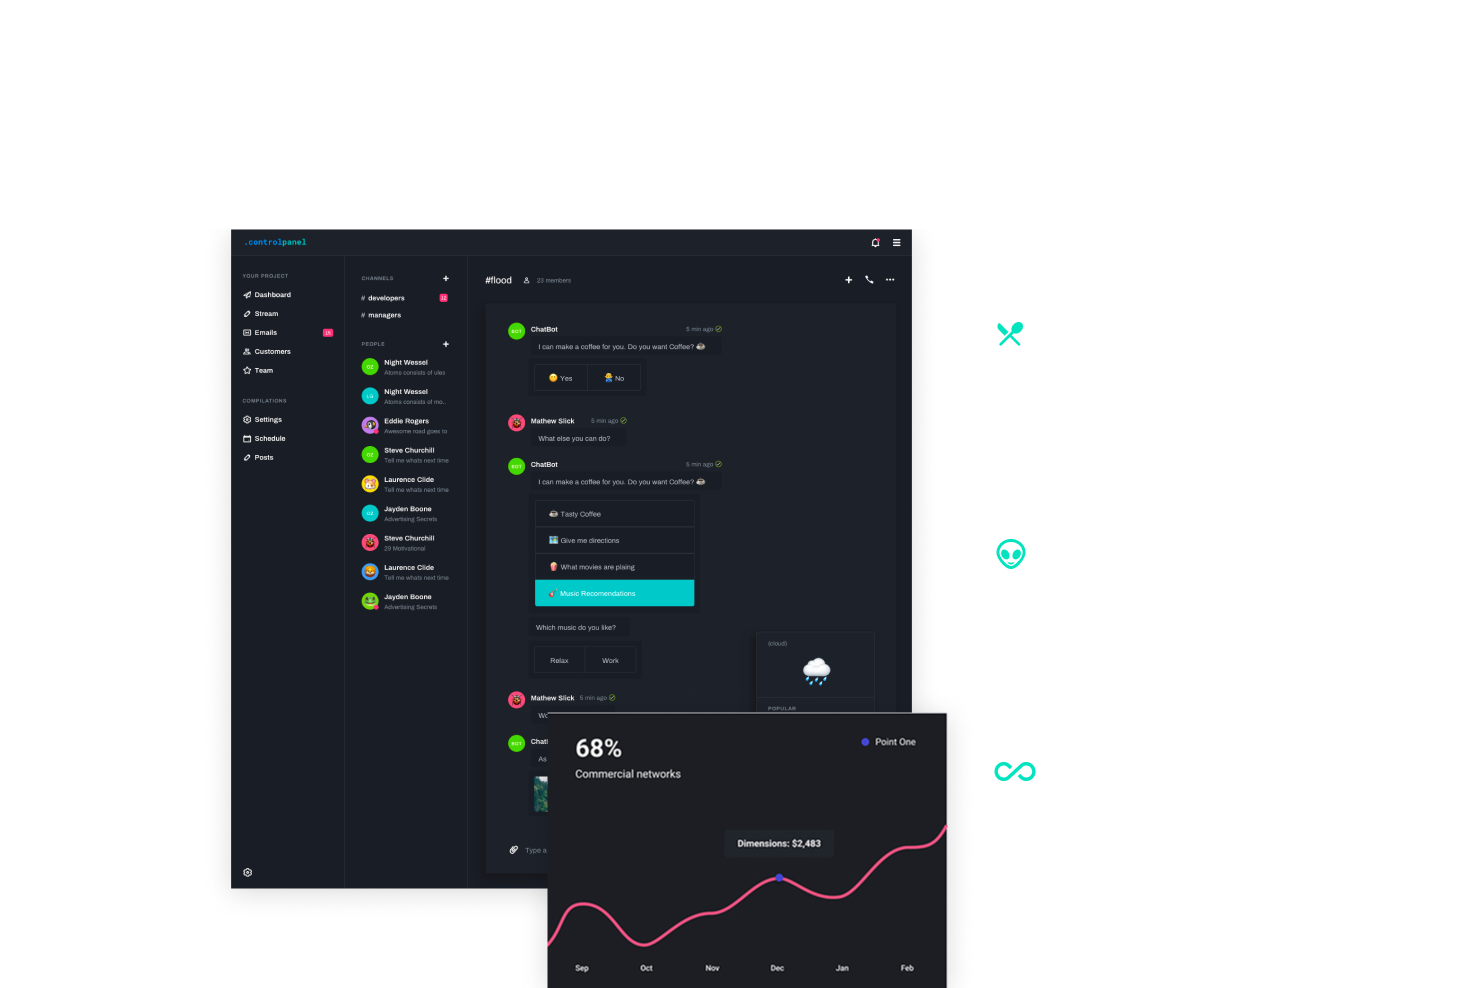 .controlpanel
YOUR PROJECT
Dashboard
Stream
Emails
Customers
Team
COMPILATIONS
Settings
Schedule
Posts
CHANNELS
# developers 12
# managers
PEOPLE
Night Wessel
Atoms consists of ules
Night Wessel
Atoms consists of mo..
Eddie Rogers
Awesome road goes to
Steve Churchill
Tell me whats next time
Laurence Clide
Tell me whats next time
Jayden Boone
Advertising Secrets
Steve Churchill
29 Motivational
Laurence Clide
Tell me whats next time
Jayden Boone
Advertising Secrets
#flood 23 members
BOT
ChatBot 5 min ago
I can make a coffee for you. Do you want Coffee?
Yes No
Mathew Slick 5 min ago
What else you can do?
BOT
ChatBot 5 min ago
I can make a coffee for you. Do you want Coffee?
Tasty Coffee
Give me directions
What movies are plaing
Music Recomendations
Which music do you like?
Relax Work
Mathew Slick 5 min ago
Wo
BOT
Chat
As
Type a
(cloud)
POPULAR
68%
Commercial networks
Point One
Dimensions: $2,483
Sep Oct Nov Dec Jan Feb